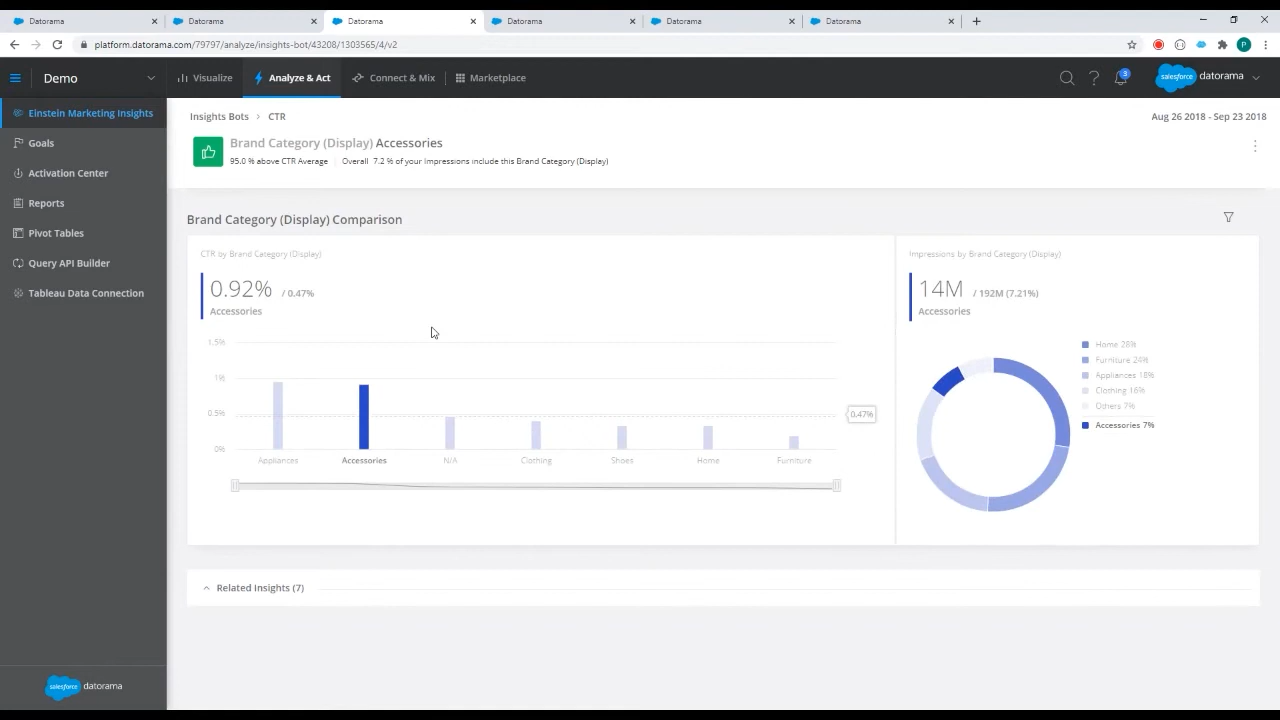 Datorama
Datorama
Datorama
Datorama
Datorama
Datorama
platform.datorama.com/79797/analyze/insights-bot/43208/1303565/4/v2
P
Demo
Visualize
Analyze & Act
Connect & Mix
Marketplace
3
salesforce datorama
Einstein Marketing Insights
Goals
Activation Center
Reports
Pivot Tables
Query API Builder
Tableau Data Connection
salesforce datorama
Insights Bots > CTR
Aug 26 2018 - Sep 23 2018
Brand Category (Display) Accessories
95.0 % above CTR Average | Overall 7.2 % of your Impressions include this Brand Category (Display)
Brand Category (Display) Comparison
CTR by Brand Category (Display)
0.92% / 0.47%
Accessories
1.5%
1%
0.5%
0%
0.47%
Appliances
Accessories
N/A
Clothing
Shoes
Home
Furniture
Impressions by Brand Category (Display)
14M / 192M (7.21%)
Accessories
Home 28%
Furniture 24%
Appliances 18%
Clothing 16%
Others 7%
Accessories 7%
Related Insights (7)